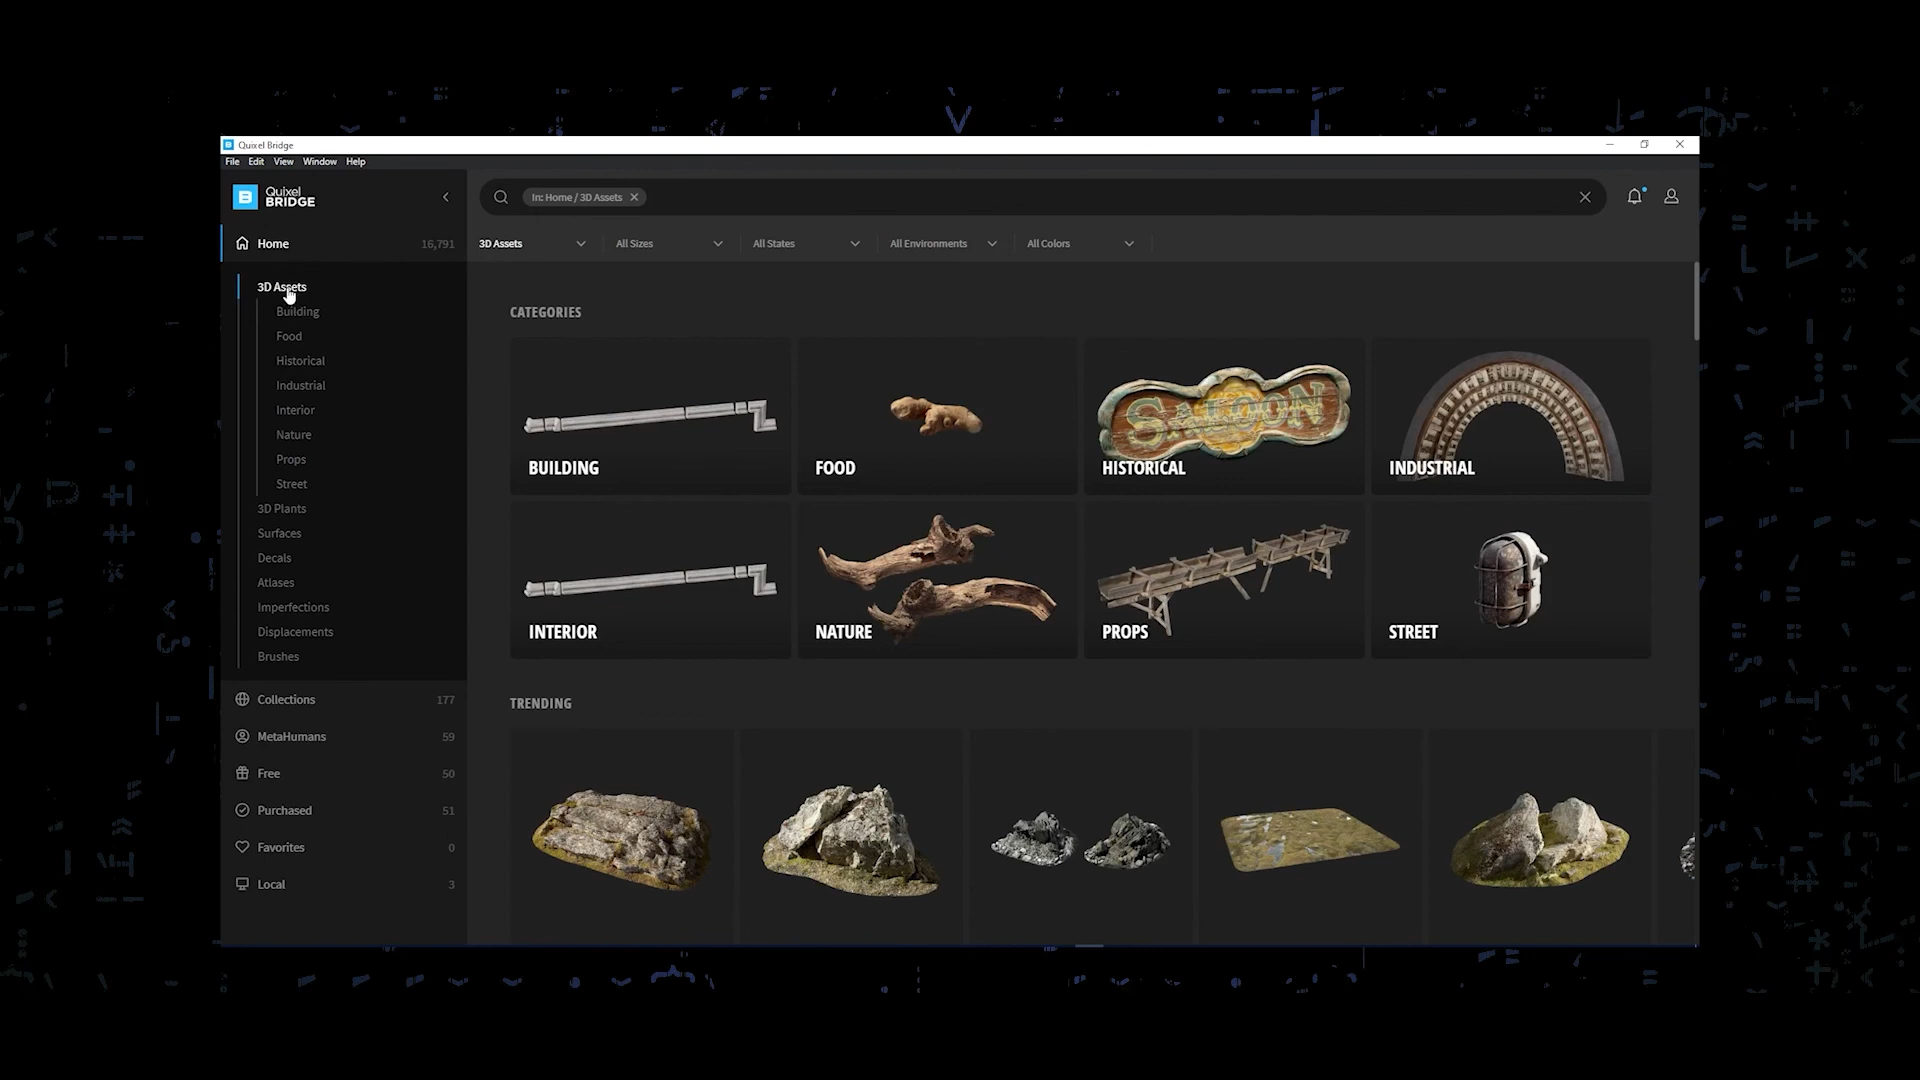 Quixel Bridge
File Edit View Window Help
Quixel
BRIDGE
In: Home / 3D Assets
Home 16,791
3D Assets All Sizes All States All Environments All Colors
3D Assets
Building
Food
Historical
Industrial
Interior
Nature
Props
Street
3D Plants
Surfaces
Decals
Atlases
Imperfections
Displacements
Brushes
Collections 177
MetaHumans 59
Free 50
Purchased 51
Favorites 0
Local 3
CATEGORIES
SALOON
BUILDING FOOD HISTORICAL INDUSTRIAL
INTERIOR NATURE PROPS STREET
TRENDING